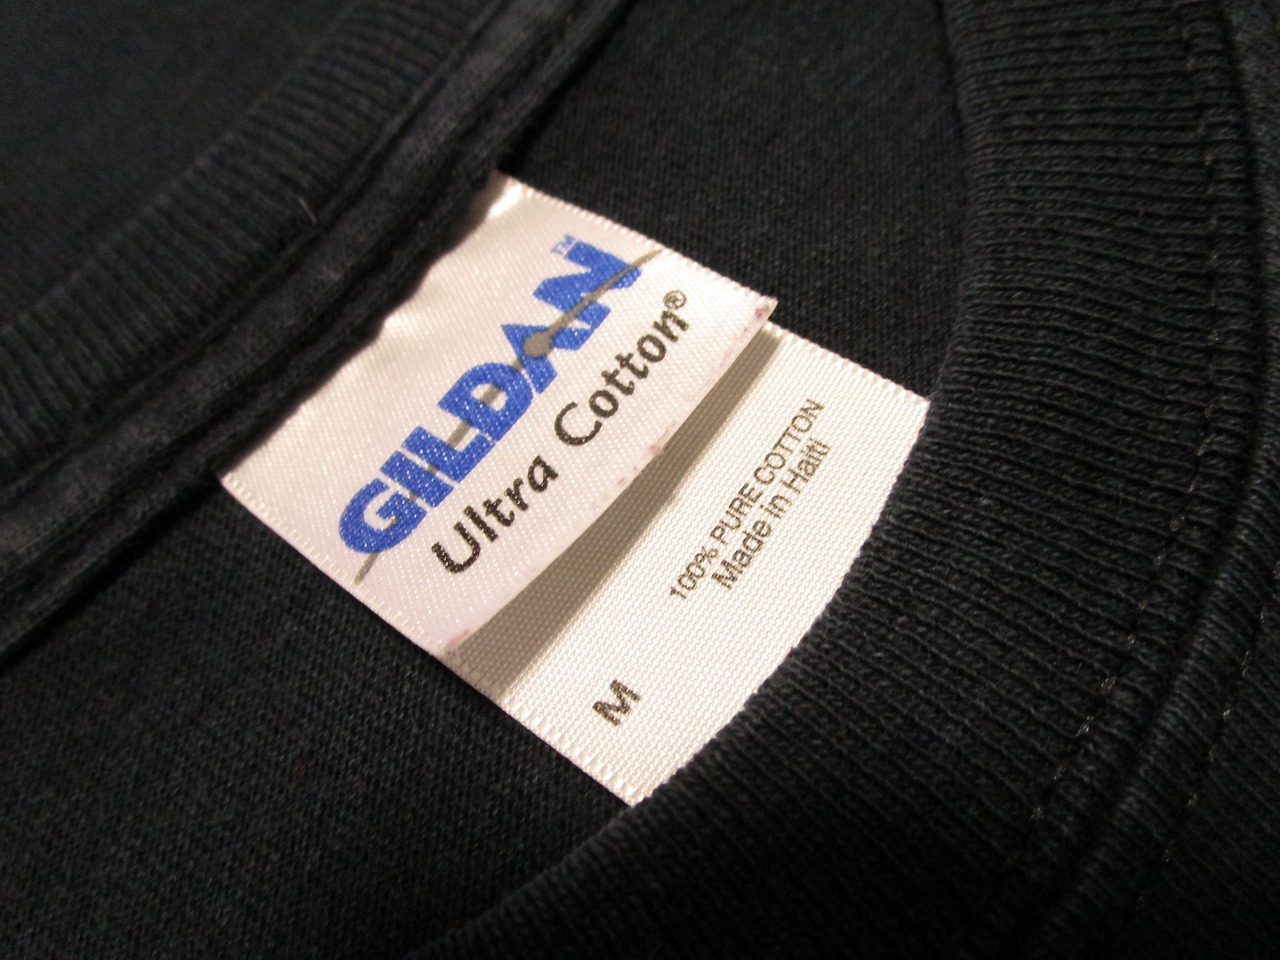 GILDAN™
Ultra Cotton®
100% PURE COTTON
Made in Haiti
M